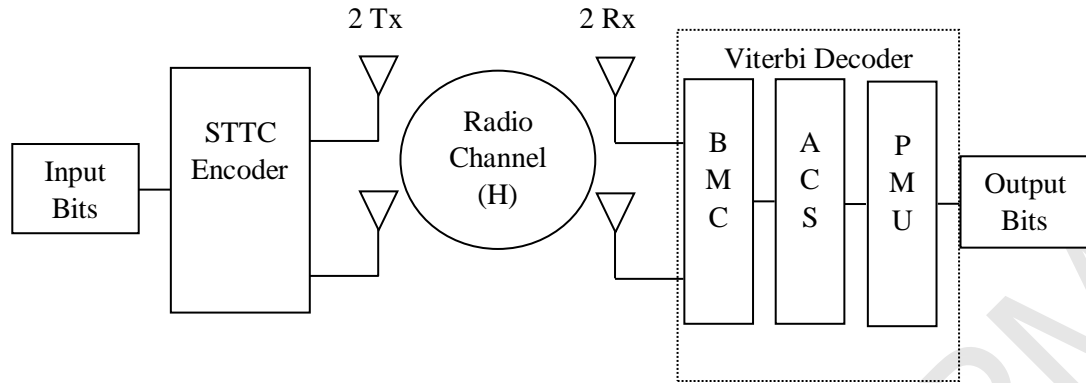 2 Tx
2 Rx
Viterbi Decoder
Input
Bits
STTC
Encoder
Radio
Channel
(H)
B
M
C
A
C
S
P
M
U
Output
Bits